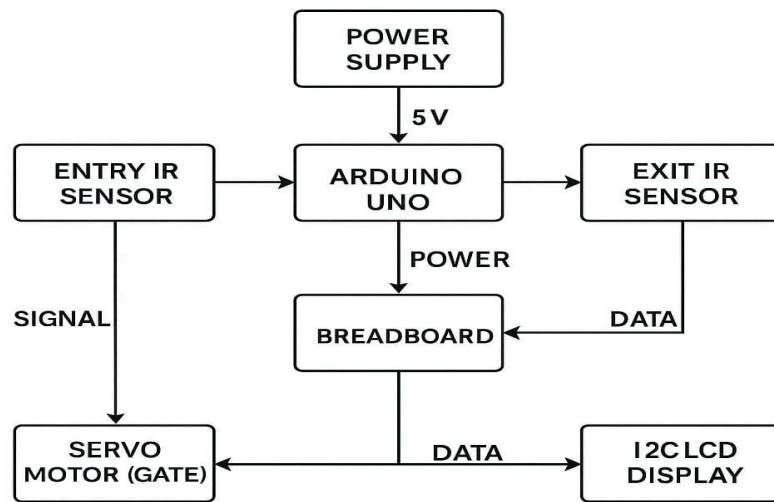 POWER
SUPPLY
5V
ENTRY IR
SENSOR
ARDUINO
UNO
EXIT IR
SENSOR
POWER
SIGNAL
BREADBOARD
DATA
SERVO
MOTOR (GATE)
DATA
I2C LCD
DISPLAY